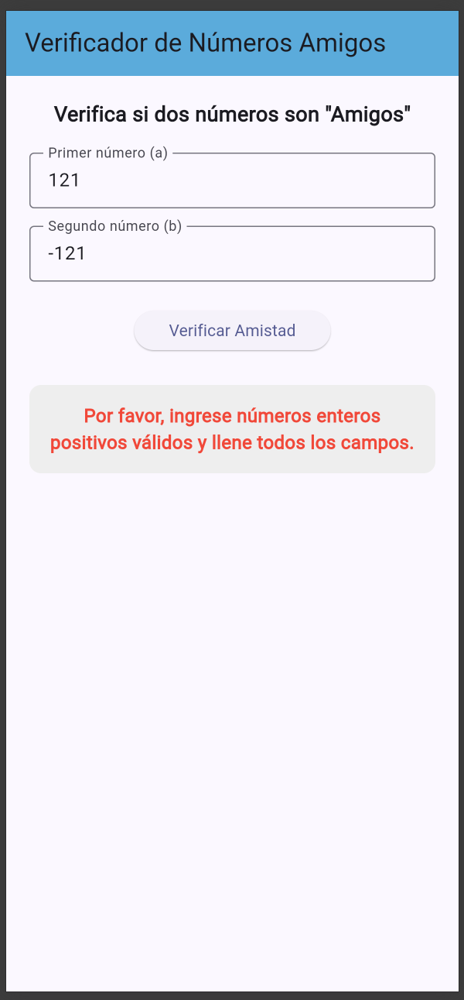 Verificador de Números Amigos
Verifica si dos números son "Amigos"
Primer número (a)
121
Segundo número (b)
-121
Verificar Amistad
Por favor, ingrese números enteros
positivos válidos y llene todos los campos.